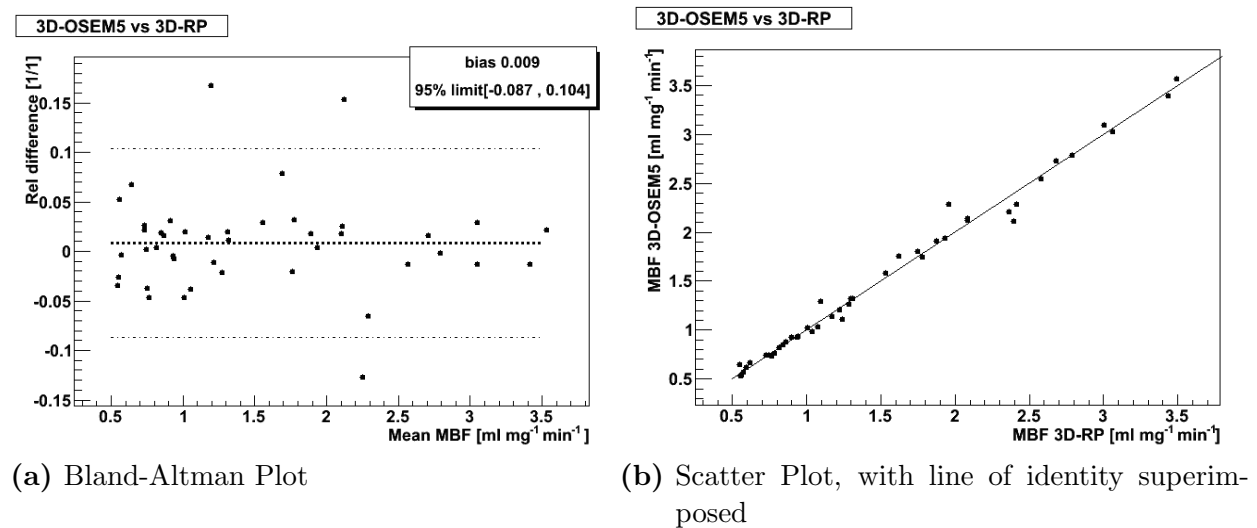 3D-OSEM5 vs 3D-RP
bias 0.009
95% limit[-0.087 , 0.104]
Rel difference [1/1]
0.15
0.1
0.05
0
-0.05
-0.1
-0.15
0.5 1 1.5 2 2.5 3 3.5
Mean MBF [ml mg⁻¹ min⁻¹]
(a) Bland-Altman Plot
3D-OSEM5 vs 3D-RP
MBF 3D-OSEM5 [ml mg⁻¹ min⁻¹]
3.5
3
2.5
2
1.5
1
0.5
0.5 1 1.5 2 2.5 3 3.5
MBF 3D-RP [ml mg⁻¹ min⁻¹]
(b) Scatter Plot, with line of identity superim-
posed